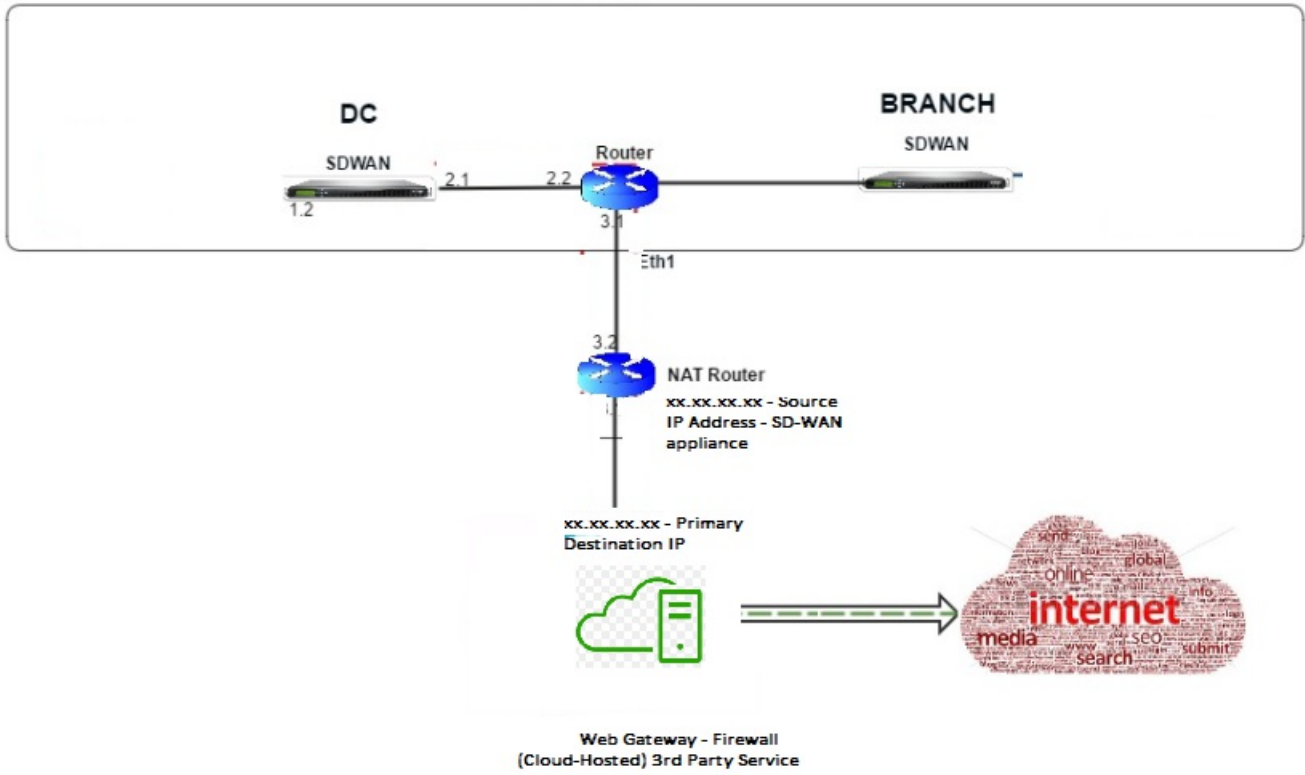 DC
BRANCH
SDWAN
SDWAN
Router
2.1
2.2
1.2
3.1
Eth1
3.2
NAT Router
xx.xx.xx.xx - Source
IP Address - SD-WAN
appliance
xx.xx.xx.xx - Primary
Destination IP
send
global
online
info
internet
media
seo
www
search
submit
Web Gateway - Firewall
(Cloud-Hosted) 3rd Party Service